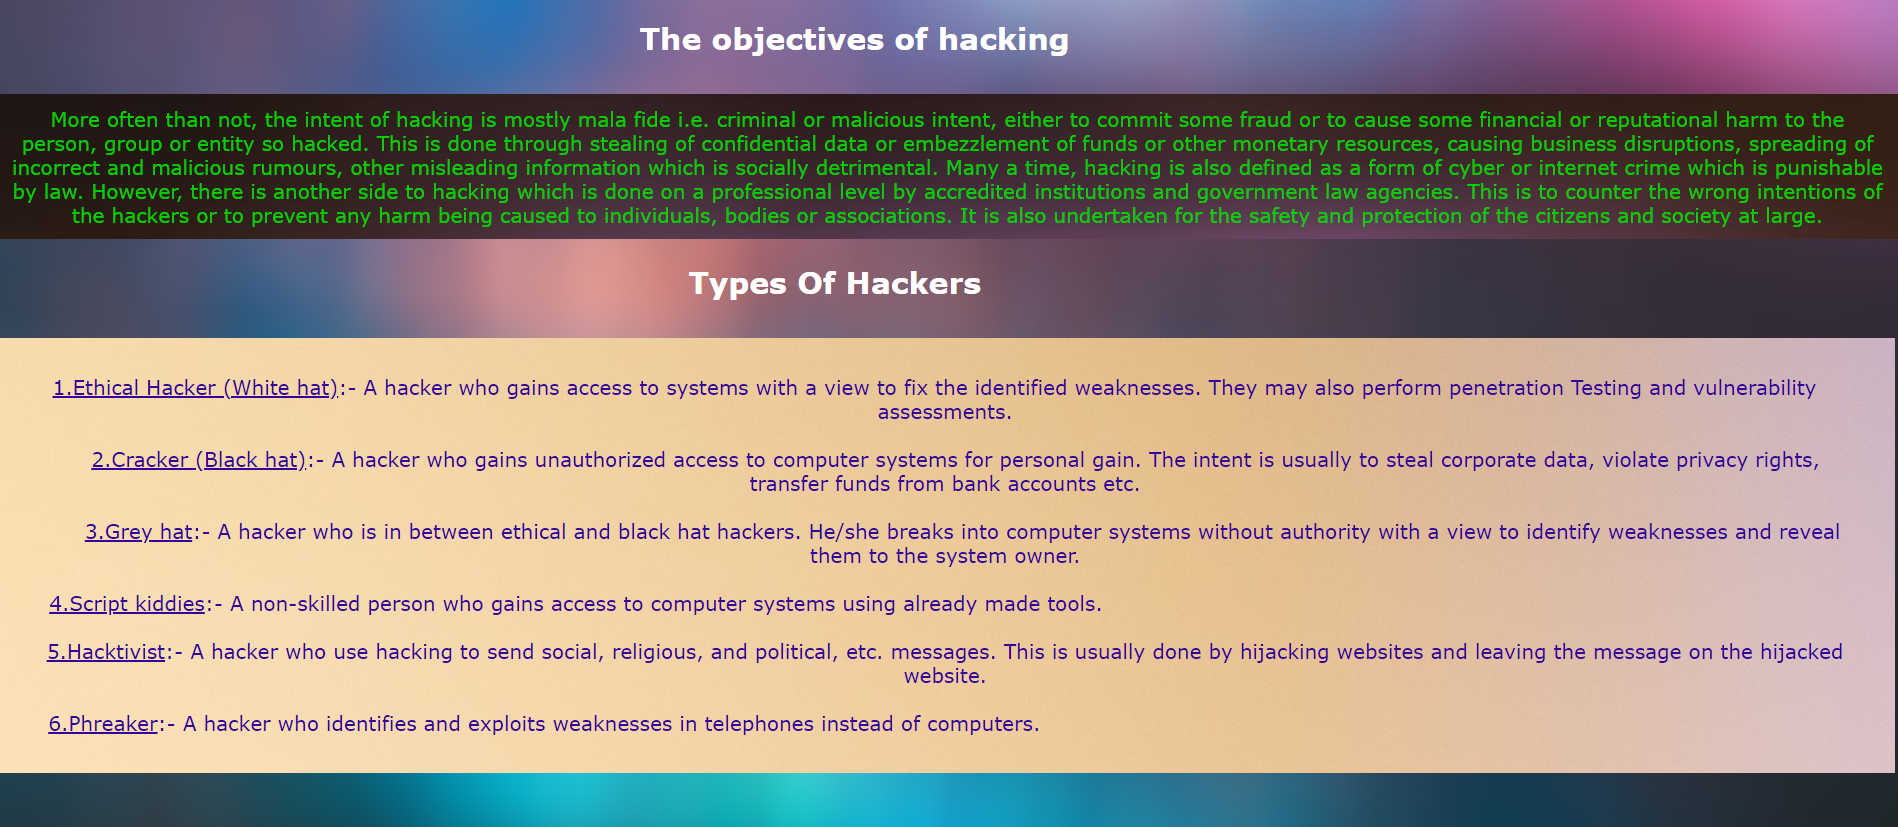 The objectives of hacking
More often than not, the intent of hacking is mostly mala fide i.e. criminal or malicious intent, either to commit some fraud or to cause some financial or reputational harm to the
person, group or entity so hacked. This is done through stealing of confidential data or embezzlement of funds or other monetary resources, causing business disruptions, spreading of
incorrect and malicious rumours, other misleading information which is socially detrimental. Many a time, hacking is also defined as a form of cyber or internet crime which is punishable
by law. However, there is another side to hacking which is done on a professional level by accredited institutions and government law agencies. This is to counter the wrong intentions of
the hackers or to prevent any harm being caused to individuals, bodies or associations. It is also undertaken for the safety and protection of the citizens and society at large.
Types Of Hackers
1.Ethical Hacker (White hat):- A hacker who gains access to systems with a view to fix the identified weaknesses. They may also perform penetration Testing and vulnerability
assessments.
2.Cracker (Black hat):- A hacker who gains unauthorized access to computer systems for personal gain. The intent is usually to steal corporate data, violate privacy rights,
transfer funds from bank accounts etc.
3.Grey hat:- A hacker who is in between ethical and black hat hackers. He/she breaks into computer systems without authority with a view to identify weaknesses and reveal
them to the system owner.
4.Script kiddies:- A non-skilled person who gains access to computer systems using already made tools.
5.Hacktivist:- A hacker who use hacking to send social, religious, and political, etc. messages. This is usually done by hijacking websites and leaving the message on the hijacked
website.
6.Phreaker:- A hacker who identifies and exploits weaknesses in telephones instead of computers.